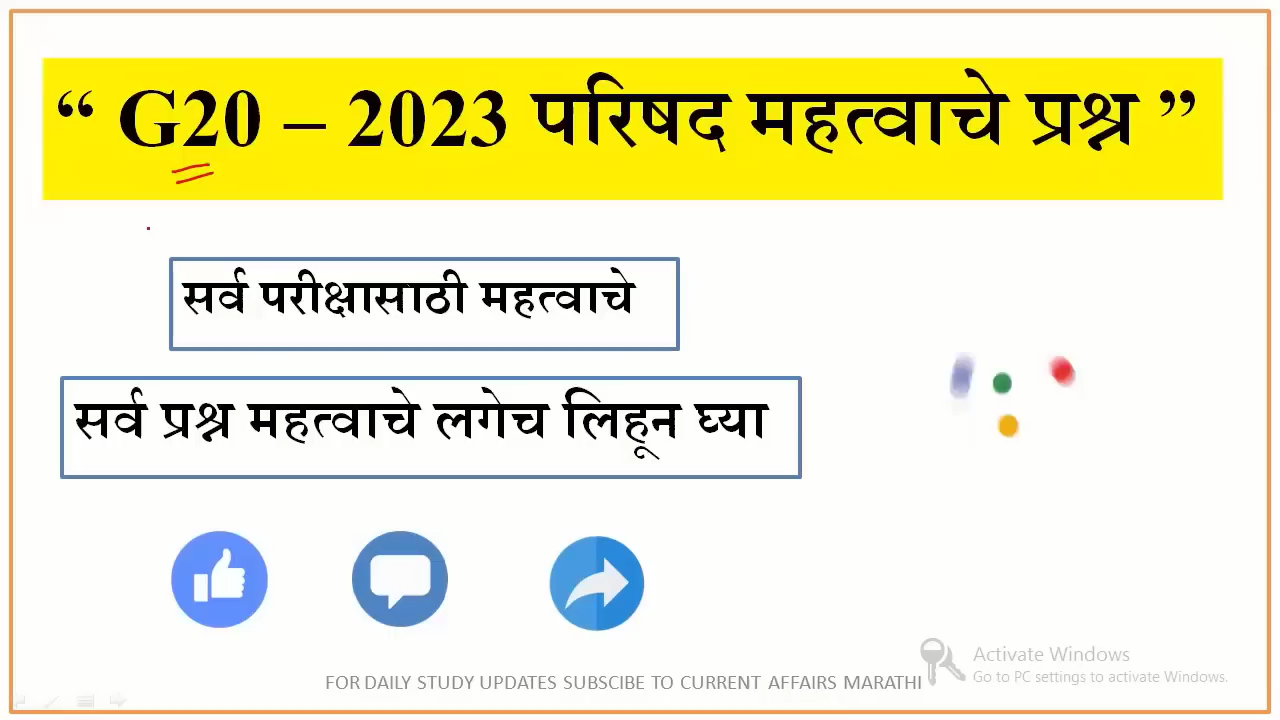 “ G20 – 2023 परिषद महत्वाचे प्रश्न ”
सर्व परीक्षासाठी महत्वाचे
सर्व प्रश्न महत्वाचे लगेच लिहून घ्या
Activate Windows
Go to PC settings to activate Windows.
FOR DAILY STUDY UPDATES SUBSCIBE TO CURRENT AFFAIRS MARATHI